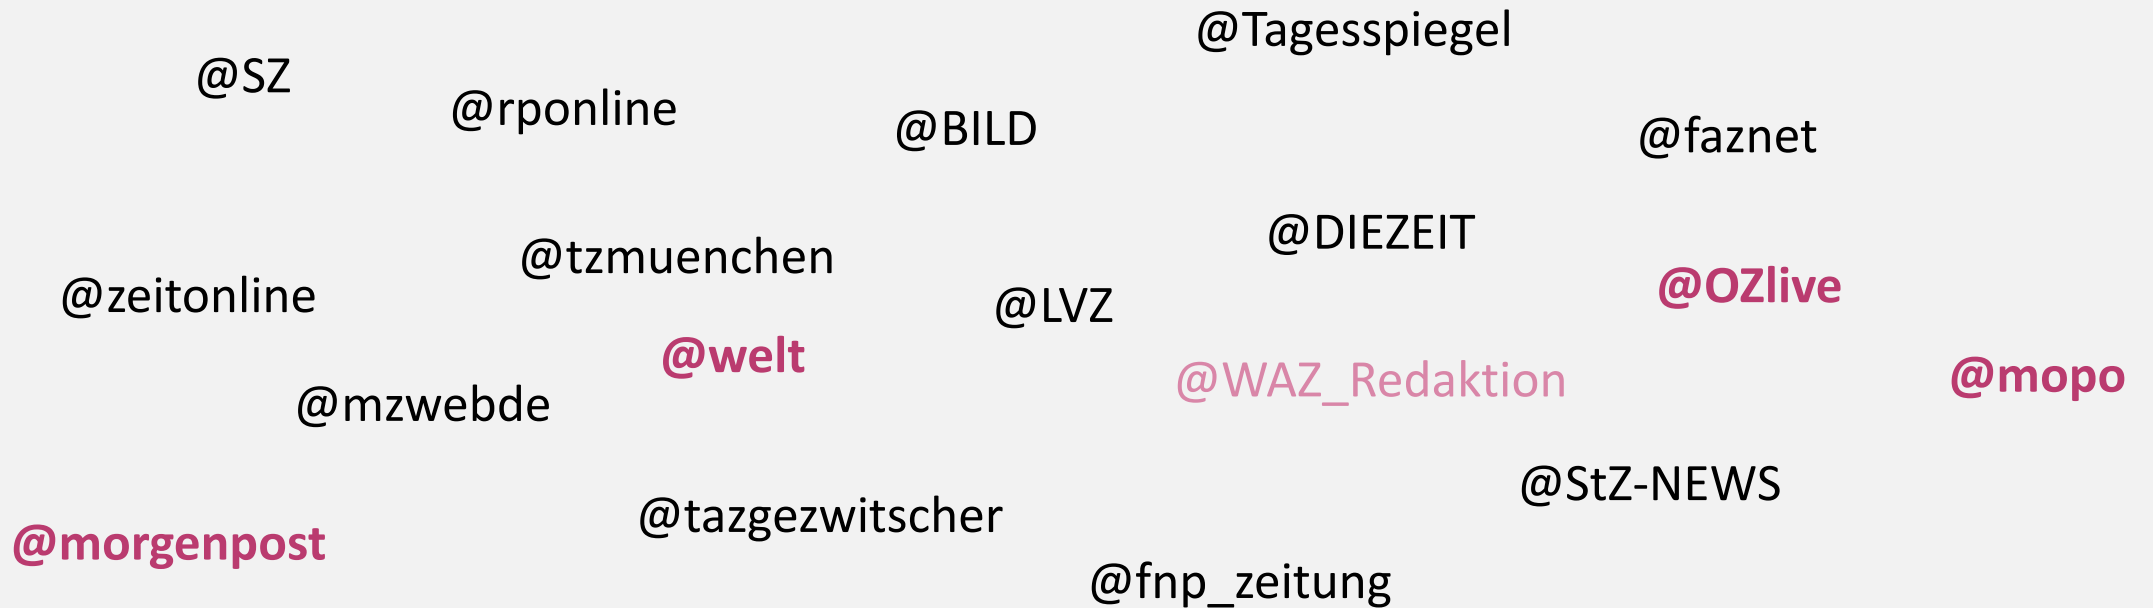 @Tagesspiegel
@SZ
@rponline
@BILD
@faznet
@DIEZEIT
@tzmuenchen
@OZlive
@zeitonline
@LVZ
@welt
@WAZ_Redaktion
@mopo
@mzwebde
@StZ-NEWS
@tazgezwitscher
@morgenpost
@fnp_zeitung